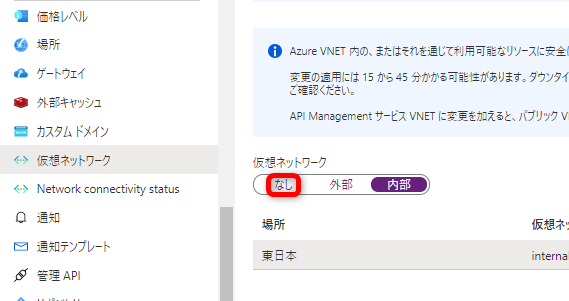 価格レベル
場所
ゲートウェイ
外部キャッシュ
カスタム ドメイン
仮想ネットワーク
Network connectivity status
通知
通知テンプレート
管理 API
Azure VNET 内の、またはそれを通じて利用可能なリソースに安全に
変更の適用には 15 から 45 分かかる可能性があります。ダウンタイ
ご確認ください。
API Management サービス VNET に変更を加えると、パブリック VI
仮想ネットワーク
なし 外部 内部
場所 仮想ネッ
東日本 interna